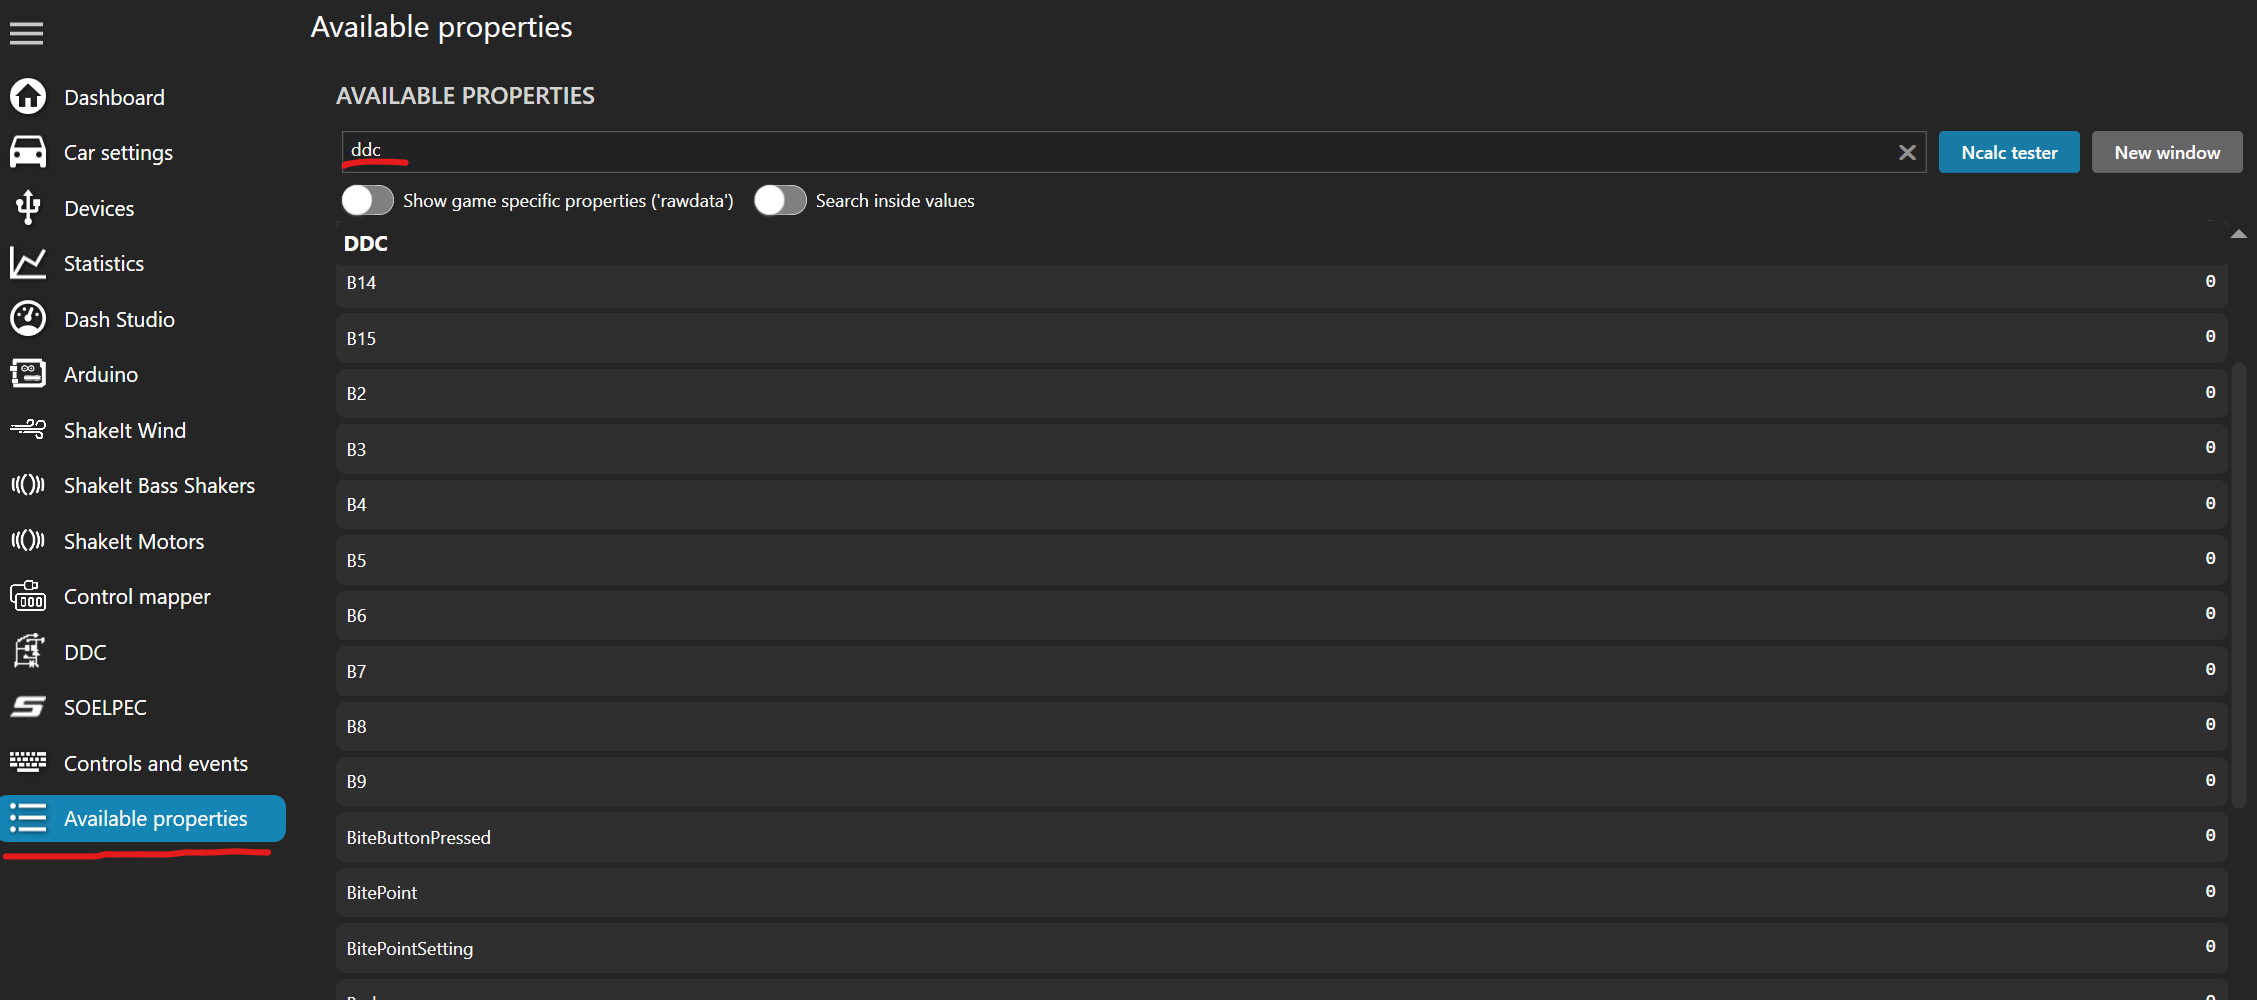 Available properties
Dashboard
Car settings
Devices
Statistics
Dash Studio
Arduino
ShakeIt Wind
ShakeIt Bass Shakers
ShakeIt Motors
Control mapper
DDC
SOELPEC
Controls and events
Available properties
AVAILABLE PROPERTIES
ddc
Ncalc tester
New window
Show game specific properties ('rawdata')
Search inside values
DDC
B14 0
B15 0
B2 0
B3 0
B4 0
B5 0
B6 0
B7 0
B8 0
B9 0
BiteButtonPressed 0
BitePoint 0
BitePointSetting 0